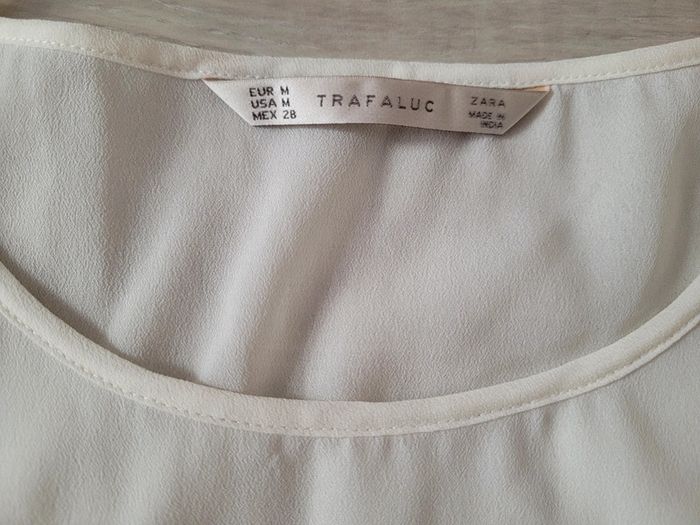 EUR M
USA M
MEX 28
TRAFALUC
ZARA
MADE IN
INDIA